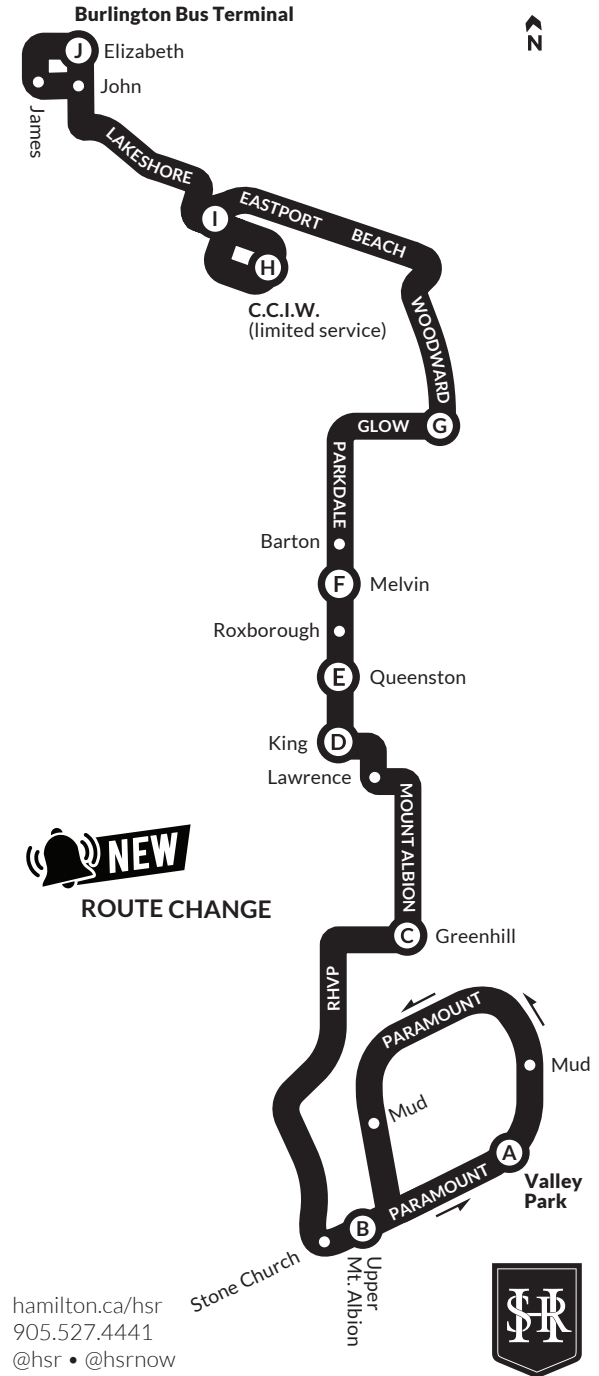 Burlington Bus Terminal
N
J
Elizabeth
John
James
LAKESHORE
EASTPORT
BEACH
I
H
C.C.I.W.
(limited service)
WOODWARD
GLOW
G
PARKDALE
Barton
F
Melvin
Roxborough
E
Queenston
King
D
Lawrence
MOUNT ALBION
NEW
ROUTE CHANGE
C
Greenhill
RHVP
PARAMOUNT
Mud
Mud
A
PARAMOUNT
Valley
Park
B
Stone Church
Upper
Mt. Albion
hamilton.ca/hsr
905.527.4441
@hsr • @hsrnow
HSR